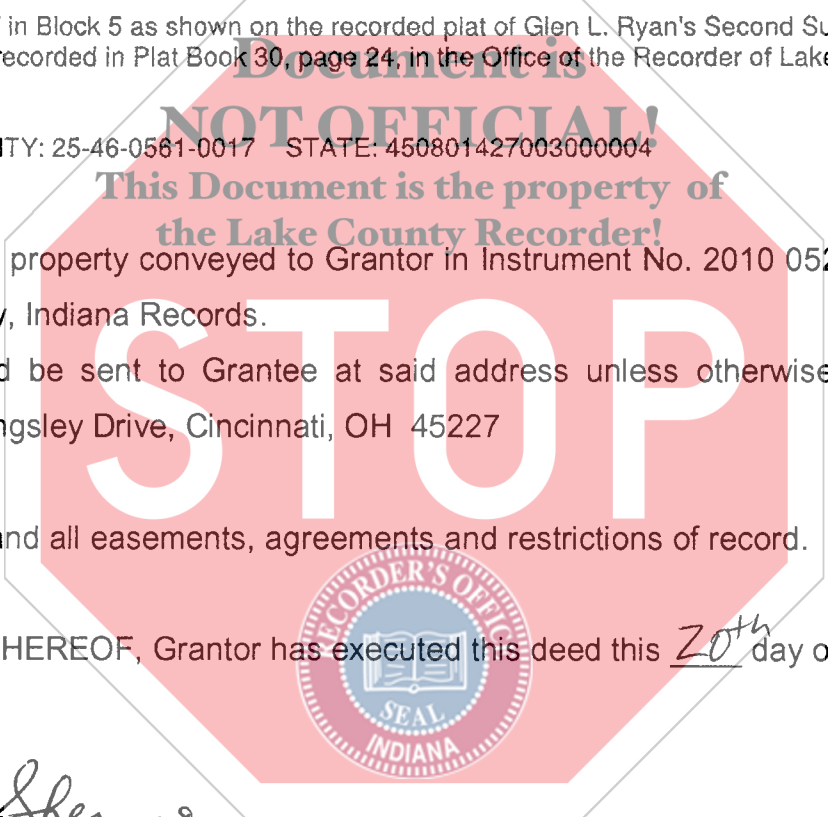 in Block 5 as shown on the recorded plat of Glen L. Ryan's Second Su
recorded in Plat Book 30, page 24, in the Office of the Recorder of Lake
Document is
NOT OFFICIAL!
ITY: 25-46-0561-0017 STATE: 450801427003000004
This Document is the property of
the Lake County Recorder!
property conveyed to Grantor in Instrument No. 2010 052
y, Indiana Records.
d be sent to Grantee at said address unless otherwise
ngsley Drive, Cincinnati, OH 45227
STOP
and all easements, agreements and restrictions of record.
HEREOF, Grantor has executed this deed this 20th day o
RECORDER'S OFFIC
SEAL
INDIANA